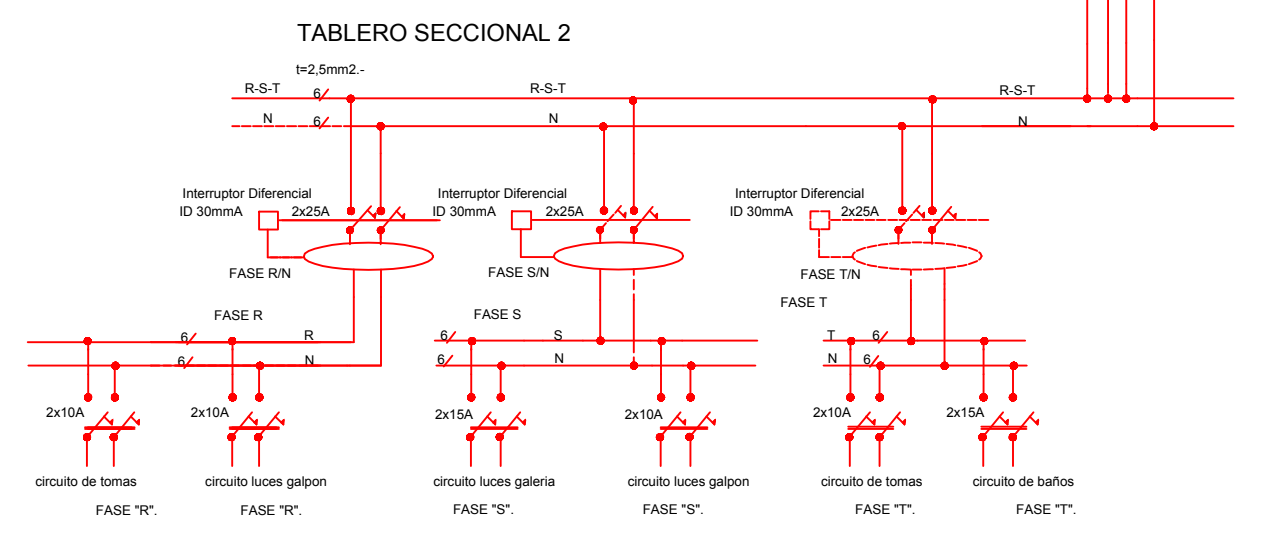 TABLERO SECCIONAL 2
t=2,5mm2.-
R-S-T 6 R-S-T R-S-T
N 6 N N
Interruptor Diferencial Interruptor Diferencial Interruptor Diferencial
ID 30mmA 2x25A ID 30mmA 2x25A ID 30mmA 2x25A
FASE R/N FASE S/N FASE T/N
FASE R FASE S FASE T
6 R 6 S T 6
6 N 6 N N 6
2x10A 2x10A 2x15A 2x10A 2x10A 2x15A
circuito de tomas circuito luces galpon circuito luces galeria circuito luces galpon circuito de tomas circuito de baños
FASE "R". FASE "R". FASE "S". FASE "S". FASE "T". FASE "T".